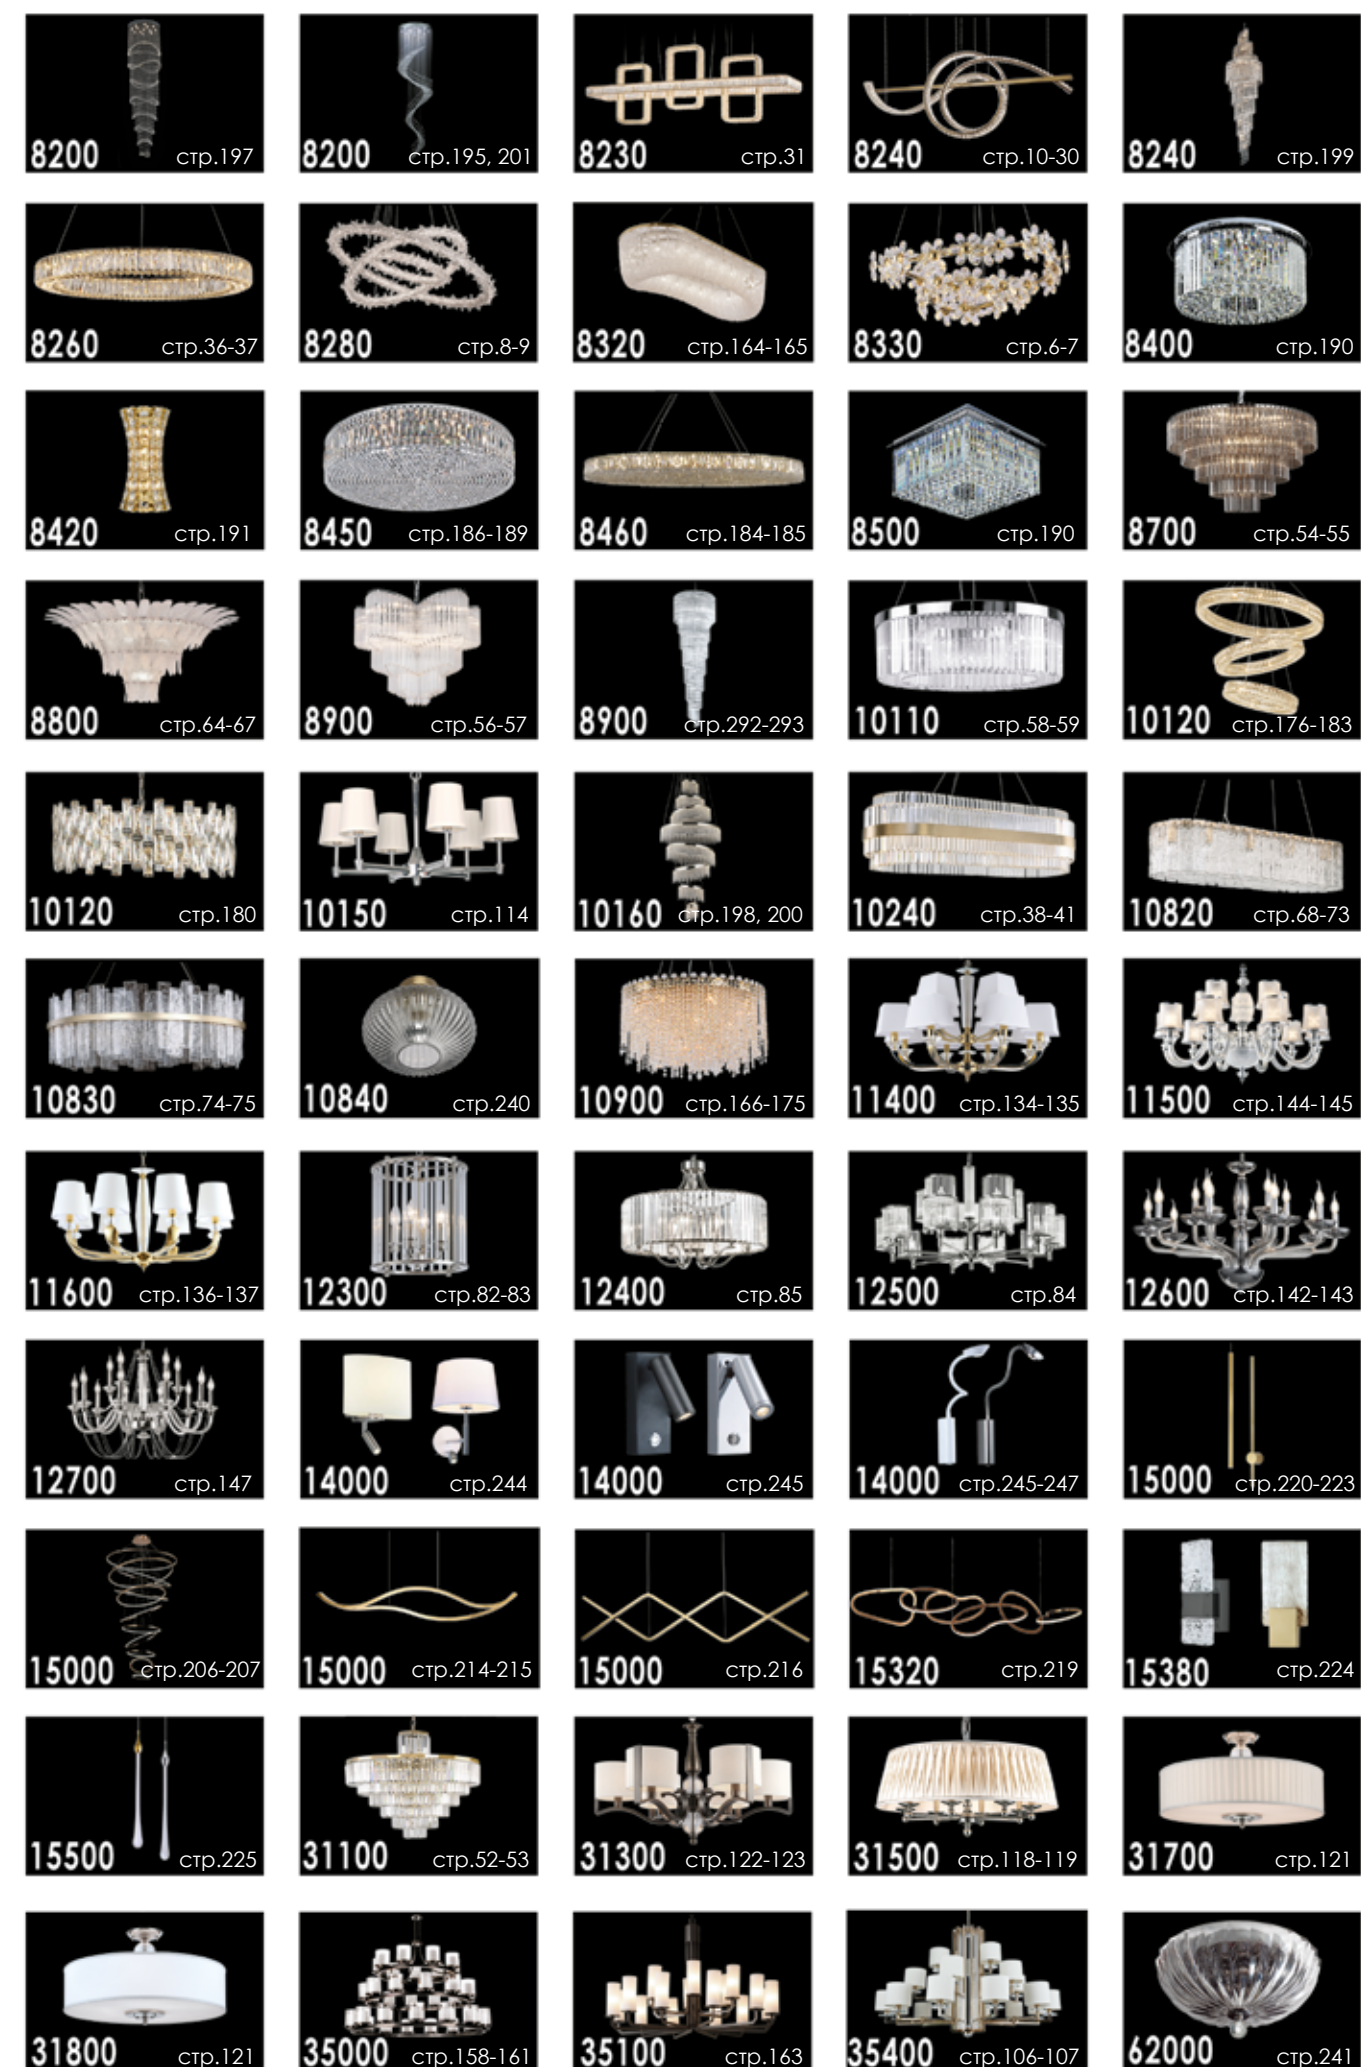 8200 стр.197
8200 стр.195, 201
8230 стр.31
8240 стр.10-30
8240 стр.199
8260 стр.36-37
8280 стр.8-9
8320 стр.164-165
8330 стр.6-7
8400 стр.190
8420 стр.191
8450 стр.186-189
8460 стр.184-185
8500 стр.190
8700 стр.54-55
8800 стр.64-67
8900 стр.56-57
8900 стр.292-293
10110 стр.58-59
10120 стр.176-183
10120 стр.180
10150 стр.114
10160 стр.198, 200
10240 стр.38-41
10820 стр.68-73
10830 стр.74-75
10840 стр.240
10900 стр.166-175
11400 стр.134-135
11500 стр.144-145
11600 стр.136-137
12300 стр.82-83
12400 стр.85
12500 стр.84
12600 стр.142-143
12700 стр.147
14000 стр.244
14000 стр.245
14000 стр.245-247
15000 стр.220-223
15000 стр.206-207
15000 стр.214-215
15000 стр.216
15320 стр.219
15380 стр.224
15500 стр.225
31100 стр.52-53
31300 стр.122-123
31500 стр.118-119
31700 стр.121
31800 стр.121
35000 стр.158-161
35100 стр.163
35400 стр.106-107
62000 стр.241